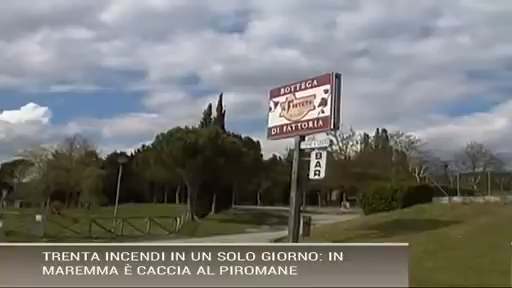 BOTTEGA
DI FATTORIA
BAR
TRENTA INCENDI IN UN SOLO GIORNO: IN
MAREMMA È CACCIA AL PIROMANE